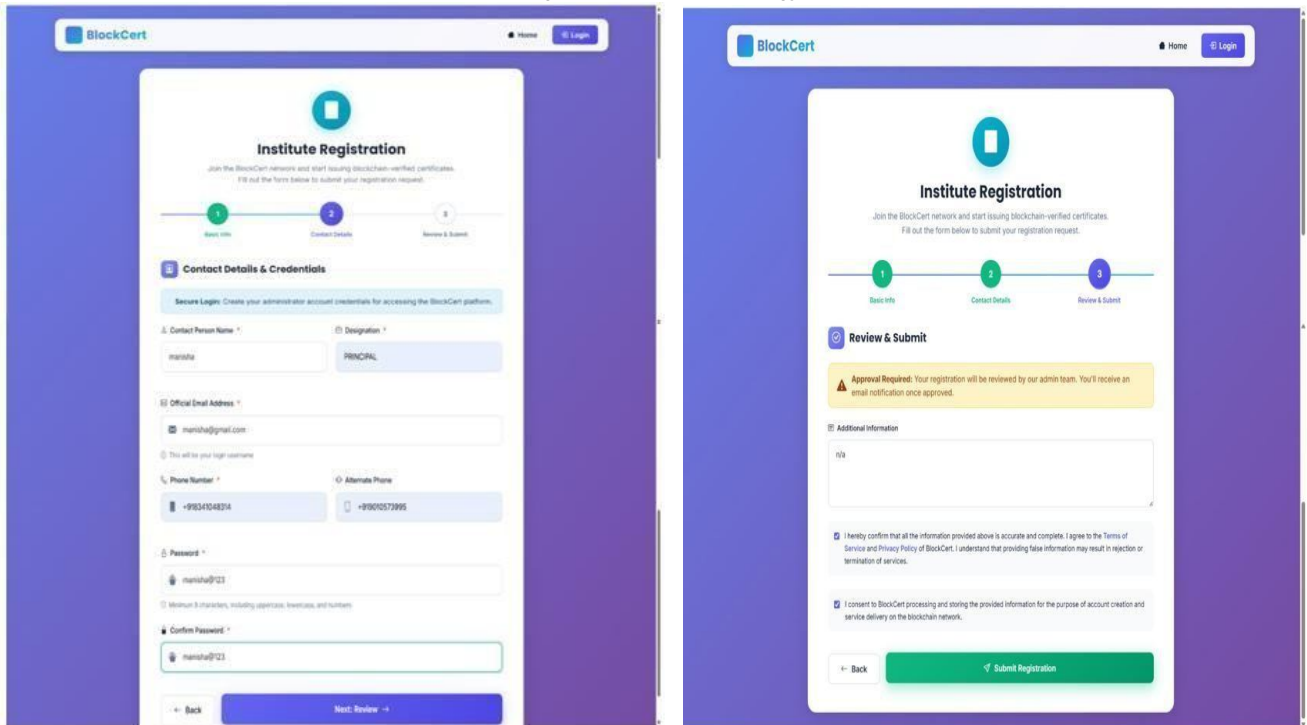 BlockCert
Home
Login
Institute Registration
Join the BlockCert network and start issuing blockchain-verified certificates.
Fill out the form below to submit your registration request.
1
2
3
Basic Info
Contact Details
Review & Submit
Contact Details & Credentials
Secure Login: Create your administrator account credentials for accessing the BlockCert platform.
Contact Person Name *
Designation *
manisha
PRINCIPAL
Official Email Address *
manisha@gmail.com
This will be your login username
Phone Number *
Alternate Phone
+918341048314
+919010573995
Password *
manisha@123
Minimum 8 characters, including uppercase, lowercase, and numbers
Confirm Password *
manisha@123
← Back
Next: Review →
BlockCert
Home
Login
Institute Registration
Join the BlockCert network and start issuing blockchain-verified certificates.
Fill out the form below to submit your registration request.
1
2
3
Basic Info
Contact Details
Review & Submit
Review & Submit
Approval Required: Your registration will be reviewed by our admin team. You'll receive an
email notification once approved.
Additional Information
n/a
I hereby confirm that all the information provided above is accurate and complete. I agree to the Terms of
Service and Privacy Policy of BlockCert. I understand that providing false information may result in rejection or
termination of services.
I consent to BlockCert processing and storing the provided information for the purpose of account creation and
service delivery on the blockchain network.
← Back
Submit Registration